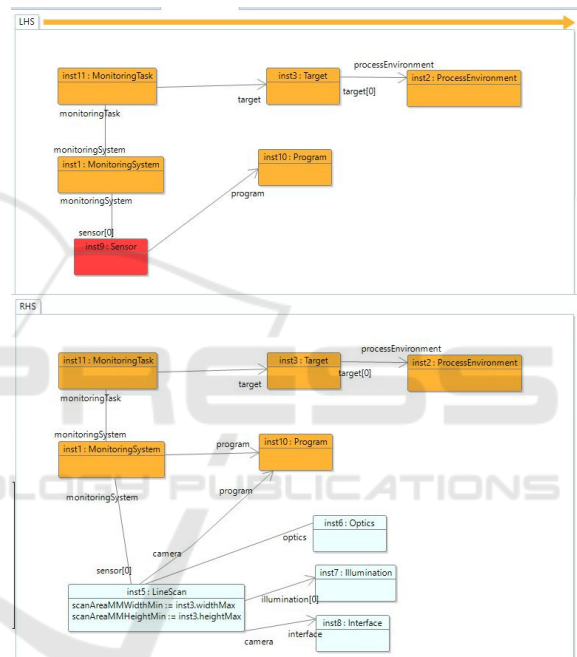 LHS
processEnvironment
inst11 : MonitoringTask
inst3 : Target
inst2 : ProcessEnvironment
target
target[0]
monitoringTask
monitoringSystem
inst1 : MonitoringSystem
inst10 : Program
monitoringSystem
program
sensor[0]
inst9 : Sensor
RHS
processEnvironment
inst11 : MonitoringTask
inst3 : Target
inst2 : ProcessEnvironment
target
target[0]
monitoringTask
monitoringSystem
inst1 : MonitoringSystem
program
inst10 : Program
monitoringSystem
program
inst6 : Optics
optics
camera
sensor[0]
inst7 : Illumination
inst5 : LineScan
scanAreaMMWidthMin := inst3.widthMax
scanAreaMMHeightMin := inst3.heightMax
illumination[0]
inst8 : Interface
interface
camera
PRESS
OLOGY PUBLICATIONS